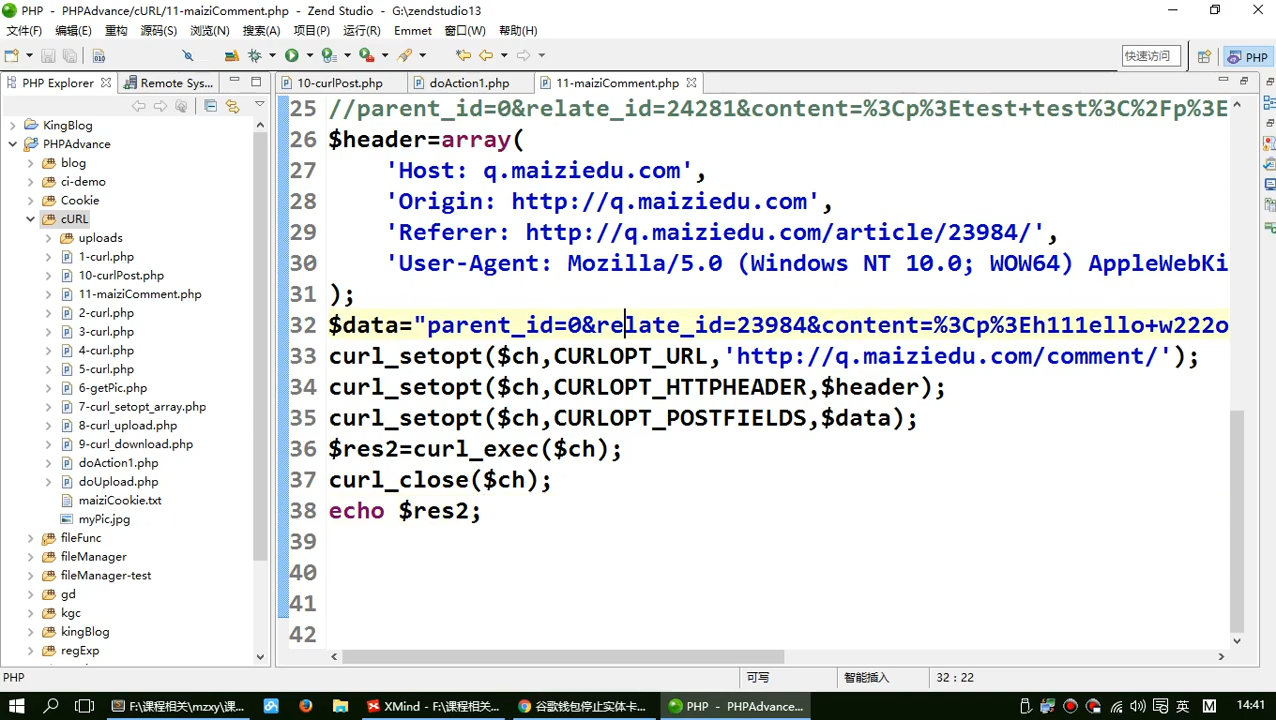 PHP - PHPAdvance/cURL/11-maiziComment.php - Zend Studio - G:\zendstudio13
文件(F) 编辑(E) 重构 源码(S) 浏览(N) 搜索(A) 项目(P) 运行(R) Emmet 窗口(W) 帮助(H)
快速访问 PHP
PHP Explorer Remote Sys... 10-curlPost.php doAction1.php 11-maiziComment.php
KingBlog
PHPAdvance
blog
ci-demo
Cookie
cURL
uploads
1-curl.php
10-curlPost.php
11-maiziComment.php
2-curl.php
3-curl.php
4-curl.php
5-curl.php
6-getPic.php
7-curl_setopt_array.php
8-curl_upload.php
9-curl_download.php
doAction1.php
doUpload.php
maiziCookie.txt
myPic.jpg
fileFunc
fileManager
fileManager-test
gd
kgc
kingBlog
regExp
25 //parent_id=0&relate_id=24281&content=%3Cp%3Etest+test%3C%2Fp%3E
26 $header=array(
27 'Host: q.maiziedu.com',
28 'Origin: http://q.maiziedu.com',
29 'Referer: http://q.maiziedu.com/article/23984/',
30 'User-Agent: Mozilla/5.0 (Windows NT 10.0; WOW64) AppleWebKi
31 );
32 $data="parent_id=0&relate_id=23984&content=%3Cp%3Eh111ello+w222o
33 curl_setopt($ch,CURLOPT_URL,'http://q.maiziedu.com/comment/');
34 curl_setopt($ch,CURLOPT_HTTPHEADER,$header);
35 curl_setopt($ch,CURLOPT_POSTFIELDS,$data);
36 $res2=curl_exec($ch);
37 curl_close($ch);
38 echo $res2;
39
40
41
42
PHP 可写 智能插入 32 : 22
F:\课程相关\mzxy\课... XMind - F:\课程相关... 谷歌钱包停止实体卡... PHP - PHPAdvance... 英 M 14:41